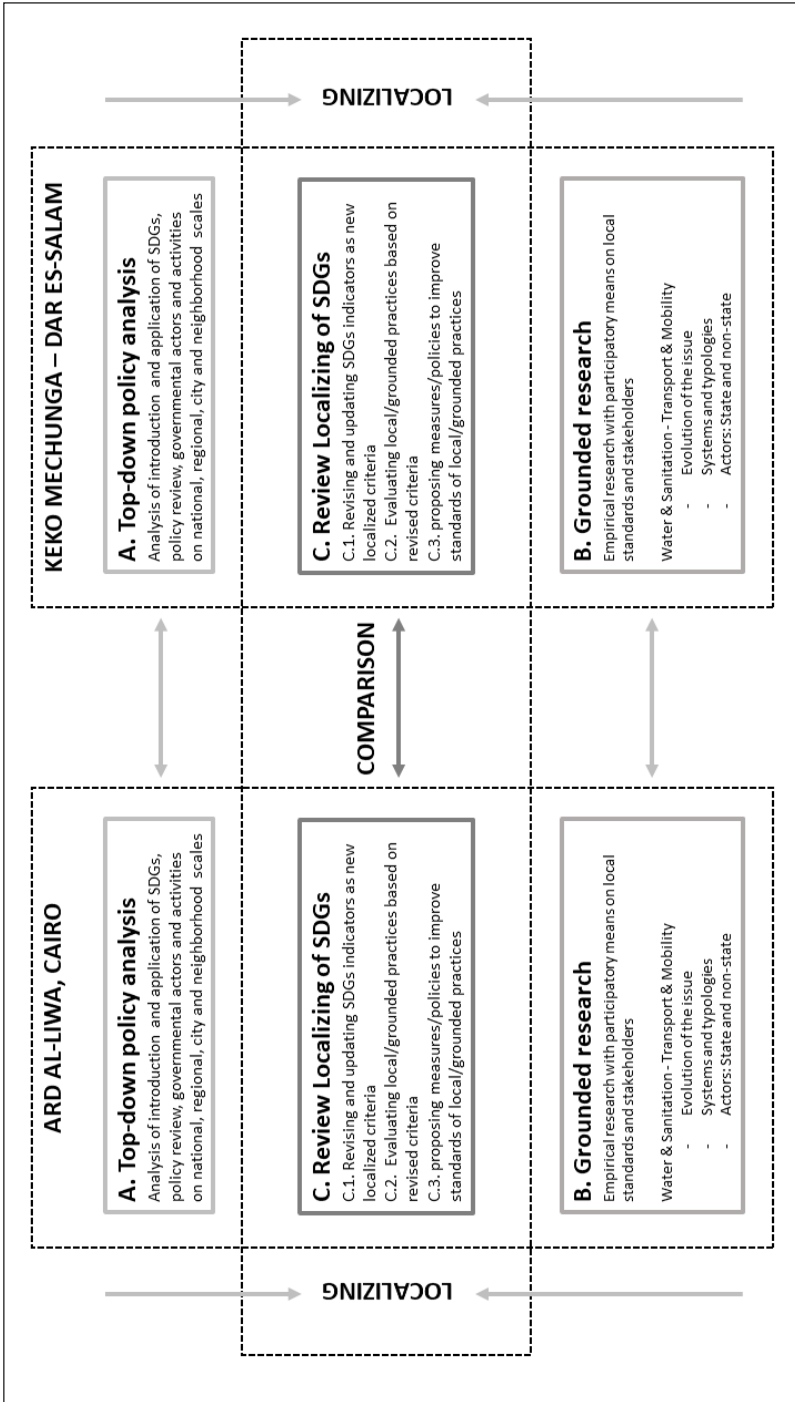 ARD AL-LIWA, CAIRO
A. Top-down policy analysis
Analysis of introduction and application of SDGs,
policy review, governmental actors and activities
on national, regional, city and neighborhood scales
C. Review Localizing of SDGs
C.1. Revising and updating SDGs indicators as new
localized criteria
C.2. Evaluating local/grounded practices based on
revised criteria
C.3. proposing measures/policies to improve
standards of local/grounded practices
B. Grounded research
Empirical research with participatory means on local
standards and stakeholders
Water & Sanitation - Transport & Mobility
- Evolution of the issue
- Systems and typologies
- Actors: State and non-state
LOCALIZING
COMPARISON
KEKO MECHUNGA – DAR ES-SALAM
A. Top-down policy analysis
Analysis of introduction and application of SDGs,
policy review, governmental actors and activities
on national, regional, city and neighborhood scales
C. Review Localizing of SDGs
C.1. Revising and updating SDGs indicators as new
localized criteria
C.2. Evaluating local/grounded practices based on
revised criteria
C.3. proposing measures/policies to improve
standards of local/grounded practices
B. Grounded research
Empirical research with participatory means on local
standards and stakeholders
Water & Sanitation - Transport & Mobility
- Evolution of the issue
- Systems and typologies
- Actors: State and non-state
LOCALIZING